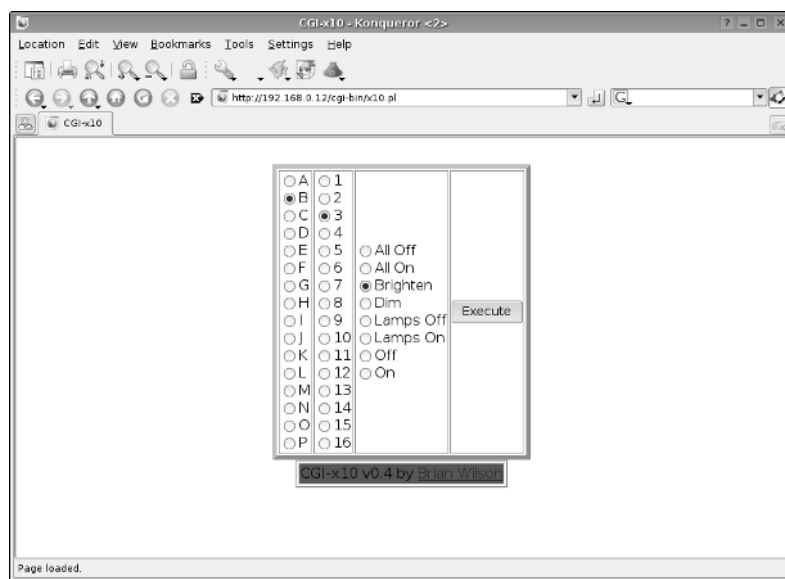 CGI-x10 - Konqueror <2>
Location Edit View Bookmarks Tools Settings Help
http://192.168.0.12/cgi-bin/x10.pl
CGI-x10
A 1
B 2
C 3
D 4
E 5 All Off
F 6 All On
G 7 Brighten
H 8 Dim
I 9 Lamps Off Execute
J 10 Lamps On
K 11 Off
L 12 On
M 13
N 14
O 15
P 16
CGI-x10 v0.4 by Brian Wilson
Page loaded.